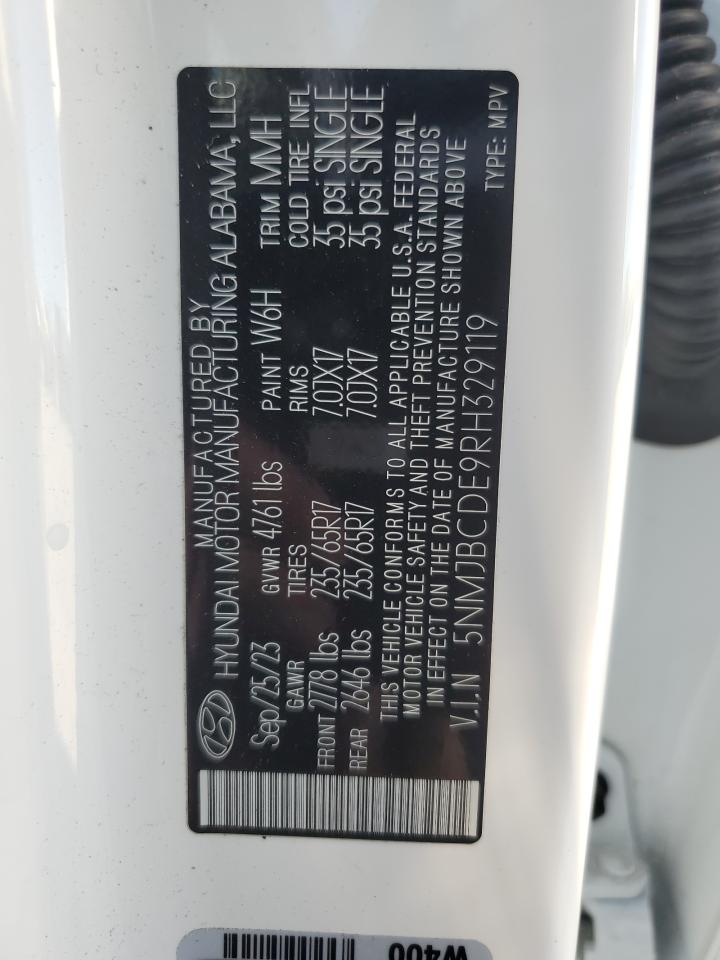 MANUFACTURED BY
HYUNDAI MOTOR MANUFACTURING ALABAMA, LLC
Sep/25/23 GVWR 4761 lbs PAINT W6H TRIM MMH
GAWR TIRES RIMS COLD TIRE INFL
FRONT 2778 lbs 235/65R17 7.0JX17 35 psi SINGLE
REAR 2646 lbs 235/65R17 7.0JX17 35 psi SINGLE
THIS VEHICLE CONFORMS TO ALL APPLICABLE U.S.A. FEDERAL
MOTOR VEHICLE SAFETY AND THEFT PREVENTION STANDARDS
IN EFFECT ON THE DATE OF MANUFACTURE SHOWN ABOVE
V.I.N 5NMJBCDE9RH329119
TYPE: MPV
W400